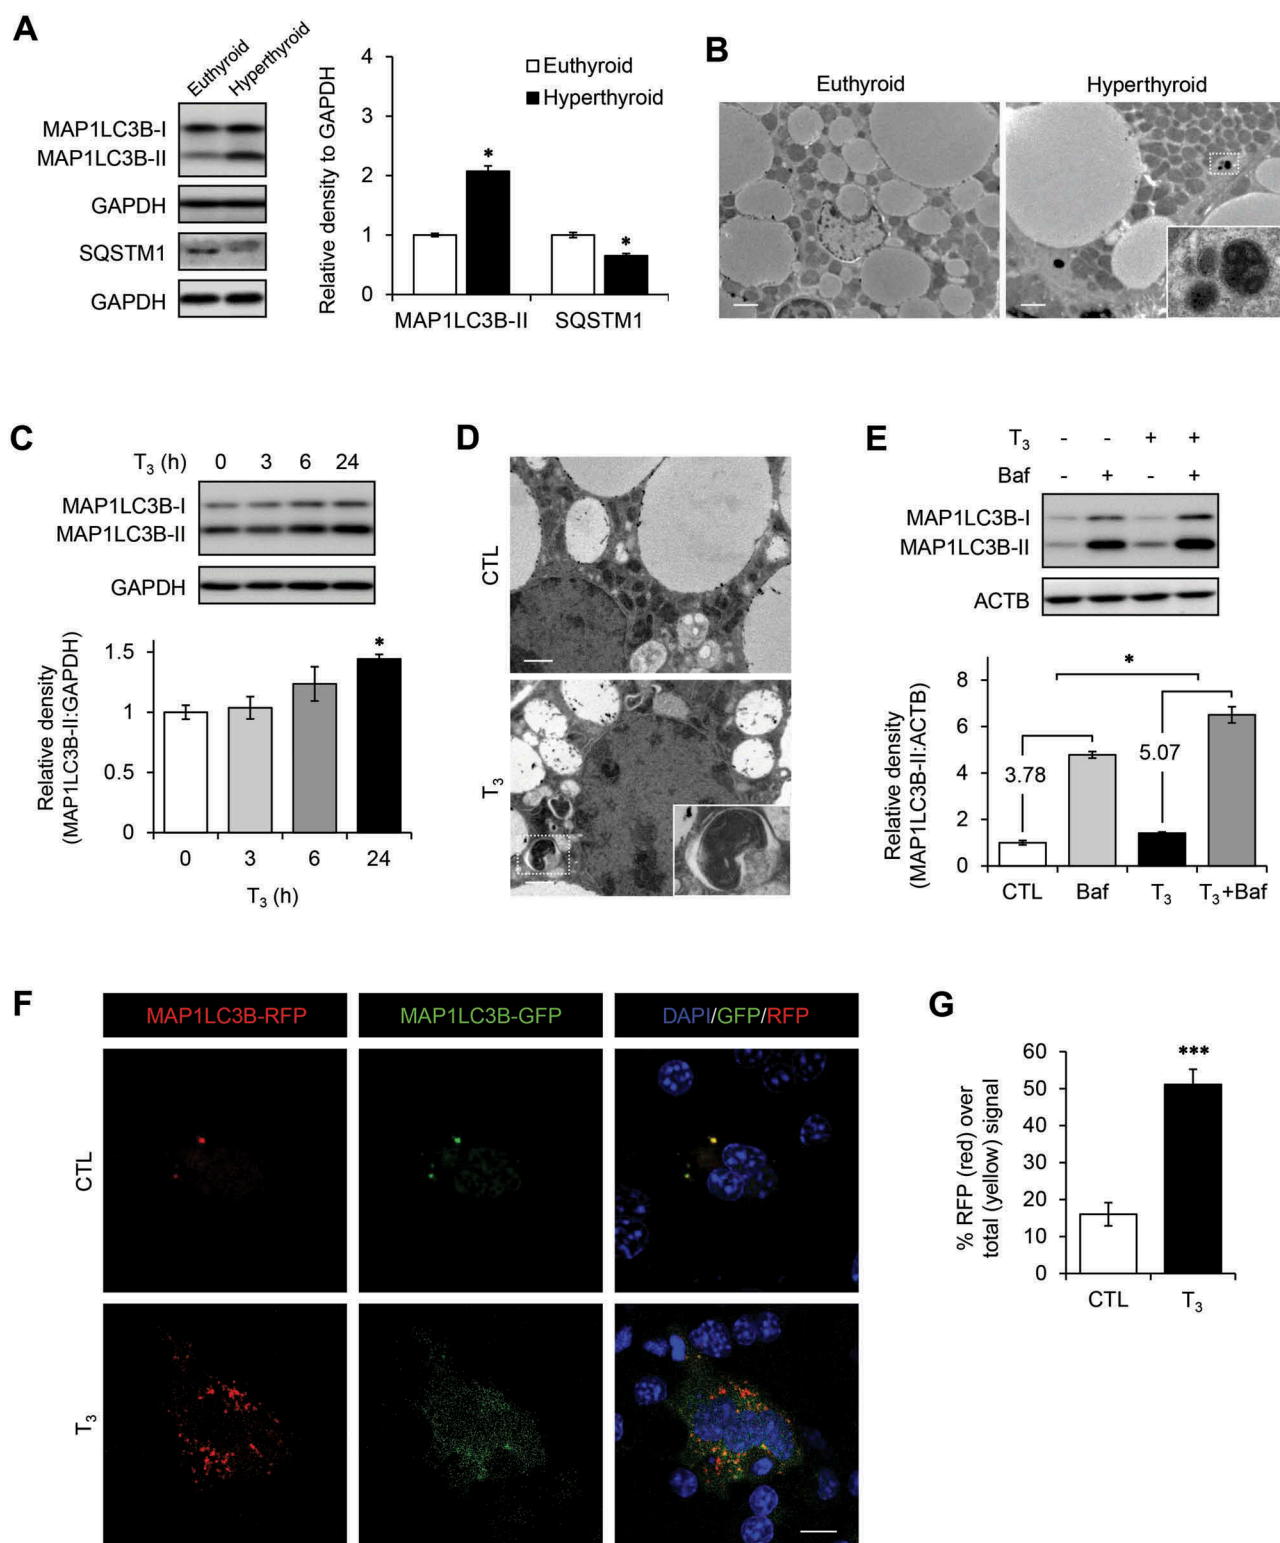 A
Euthyroid
Hyperthyroid
MAP1LC3B-I
MAP1LC3B-II
GAPDH
SQSTM1
GAPDH
Relative density to GAPDH
4
3
2
1
0
Euthyroid
Hyperthyroid
*
*
MAP1LC3B-II
SQSTM1
B
Euthyroid
Hyperthyroid
C
T3 (h) 0 3 6 24
MAP1LC3B-I
MAP1LC3B-II
GAPDH
Relative density
(MAP1LC3B-II:GAPDH)
1.5
1
0.5
0
*
0 3 6 24
T3 (h)
D
CTL
T3
E
T3 - - + +
Baf - + - +
MAP1LC3B-I
MAP1LC3B-II
ACTB
Relative density
(MAP1LC3B-II:ACTB)
8
6
4
2
0
*
3.78
5.07
CTL Baf T3 T3+Baf
F
MAP1LC3B-RFP
MAP1LC3B-GFP
DAPI/GFP/RFP
CTL
T3
G
% RFP (red) over
total (yellow) signal
60
50
40
30
20
10
0
***
CTL T3